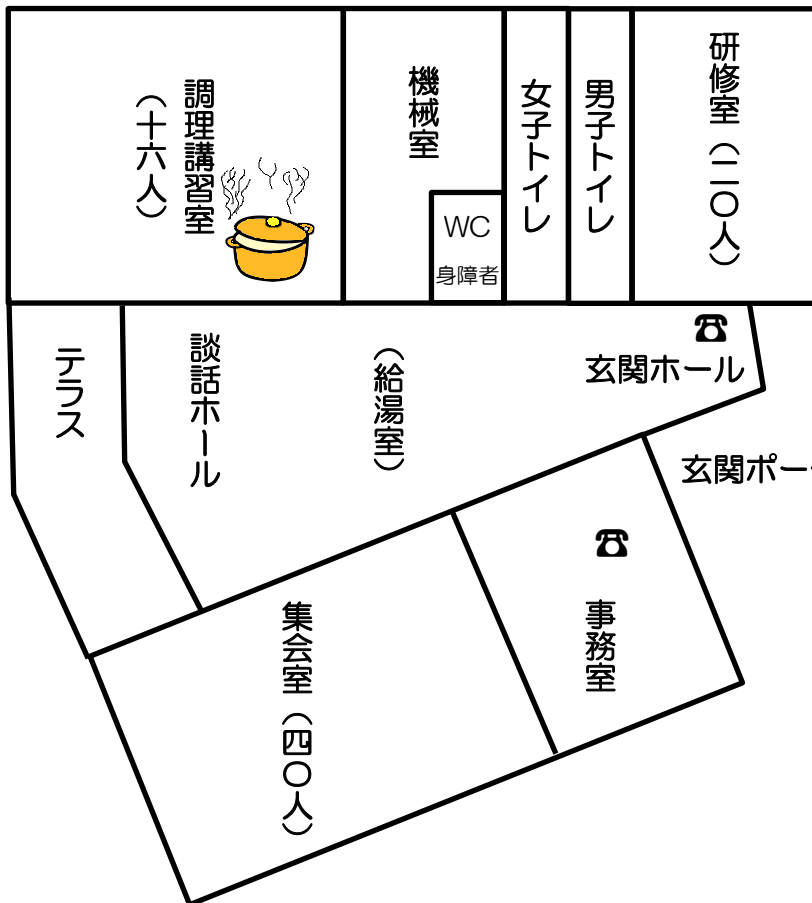 調理講習室
（十六人）
機械室
WC
身障者
女子トイレ
男子トイレ
研修室（二〇人）
テラス
談話ホール
（給湯室）
☎
玄関ホール
玄関ポー
☎
事務室
集会室（四〇人）